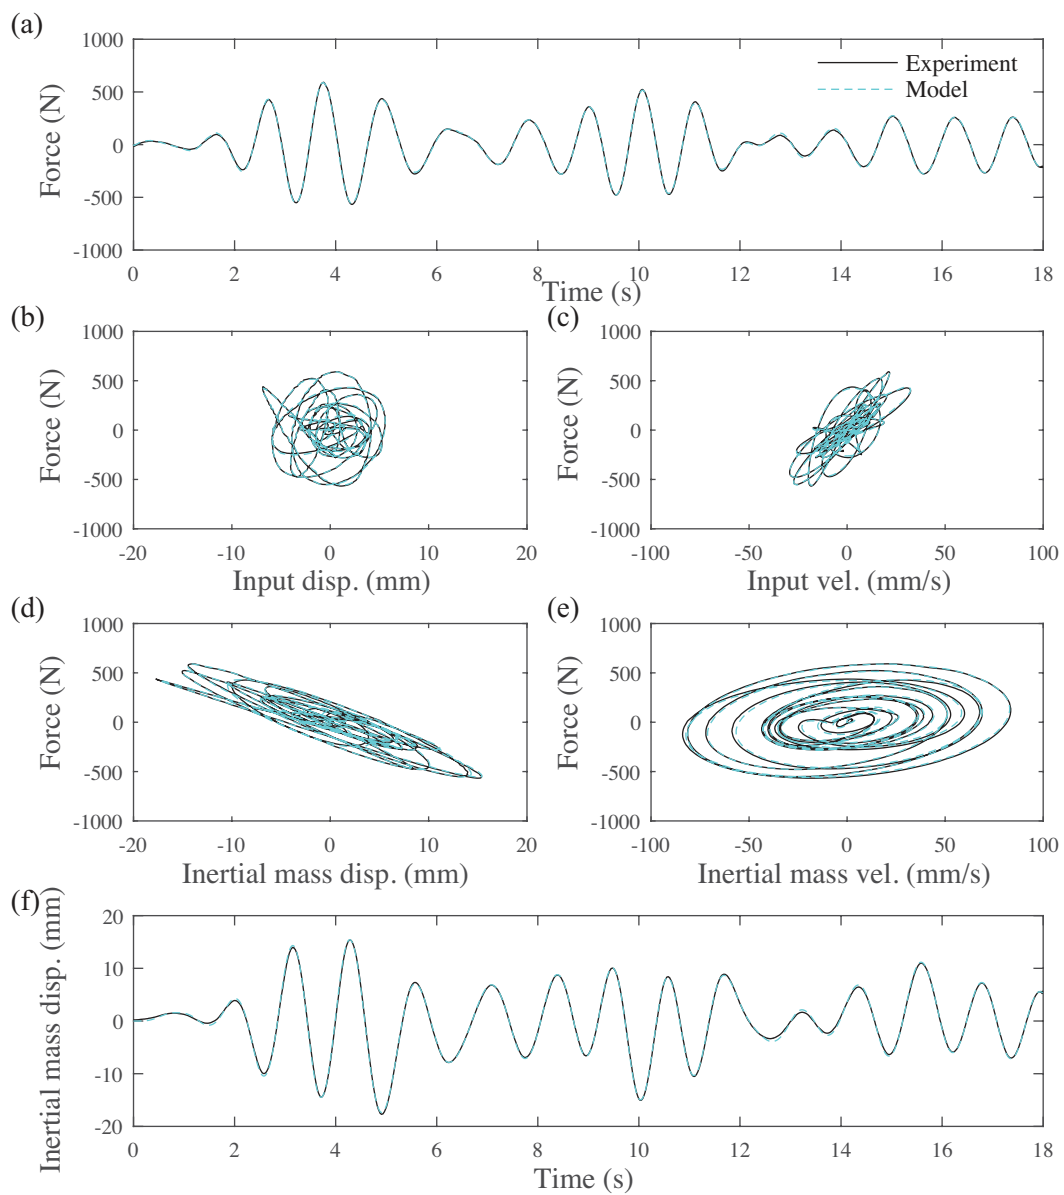 (a)
Force (N)
1000
500
0
-500
-1000
Experiment
Model
0 2 4 6 8 10 12 14 16 18
Time (s)
(b)
Force (N)
1000
500
0
-500
-1000
-20 -10 0 10 20
Input disp. (mm)
(c)
Force (N)
1000
500
0
-500
-1000
-100 -50 0 50 100
Input vel. (mm/s)
(d)
Force (N)
1000
500
0
-500
-1000
-20 -10 0 10 20
Inertial mass disp. (mm)
(e)
Force (N)
1000
500
0
-500
-1000
-100 -50 0 50 100
Inertial mass vel. (mm/s)
(f)
Inertial mass disp. (mm)
20
10
0
-10
-20
0 2 4 6 8 10 12 14 16 18
Time (s)